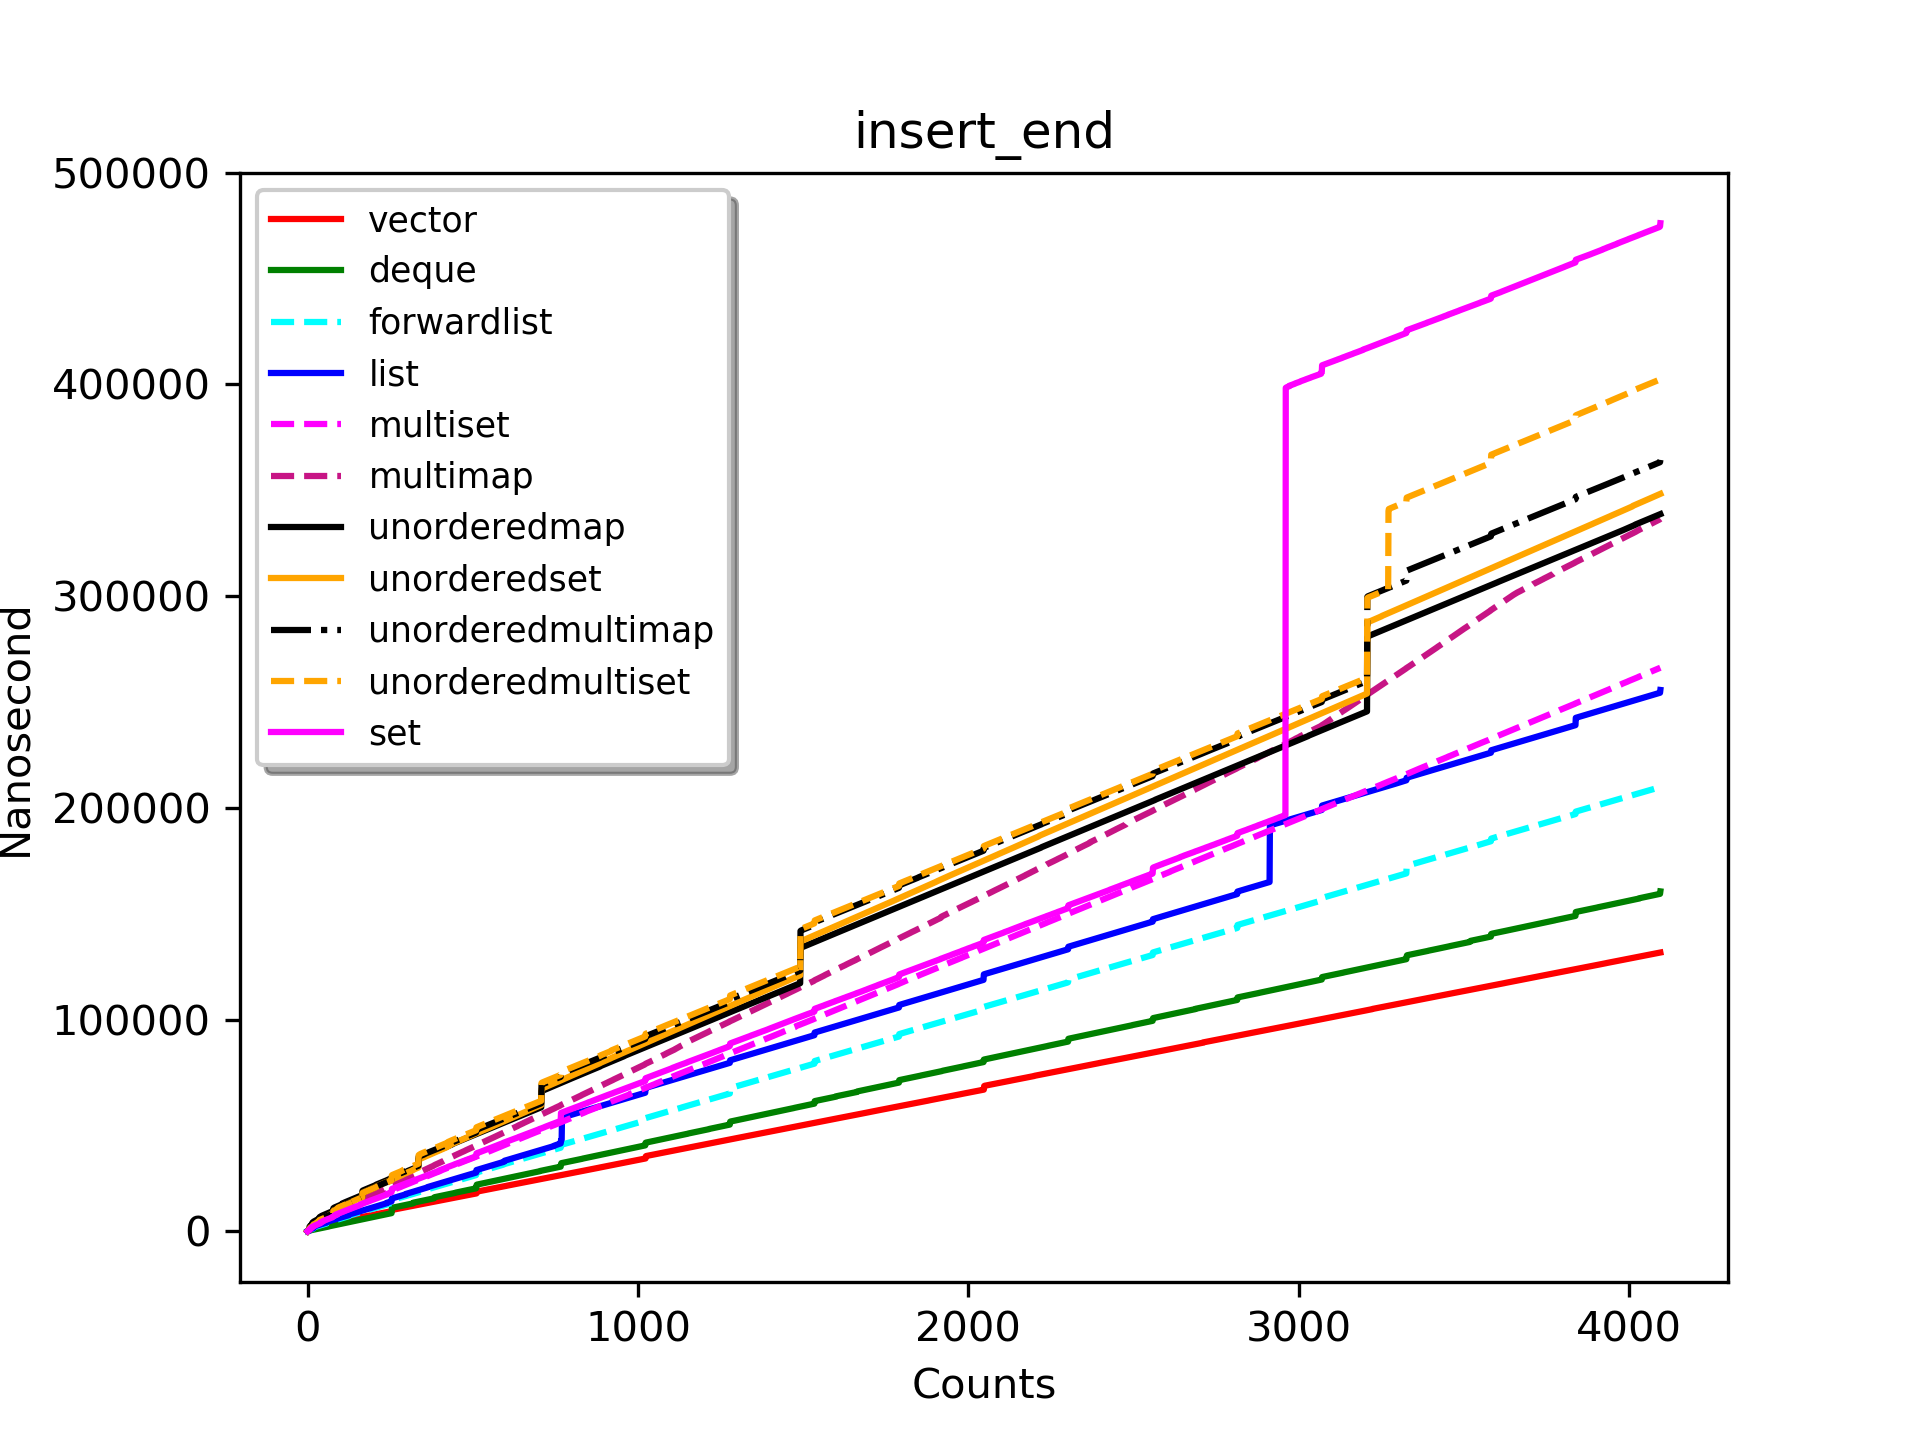 insert_end
500000
400000
300000
200000
100000
0
Nanosecond
vector
deque
forwardlist
list
multiset
multimap
unorderedmap
unorderedset
unorderedmultimap
unorderedmultiset
set
0 1000 2000 3000 4000
Counts